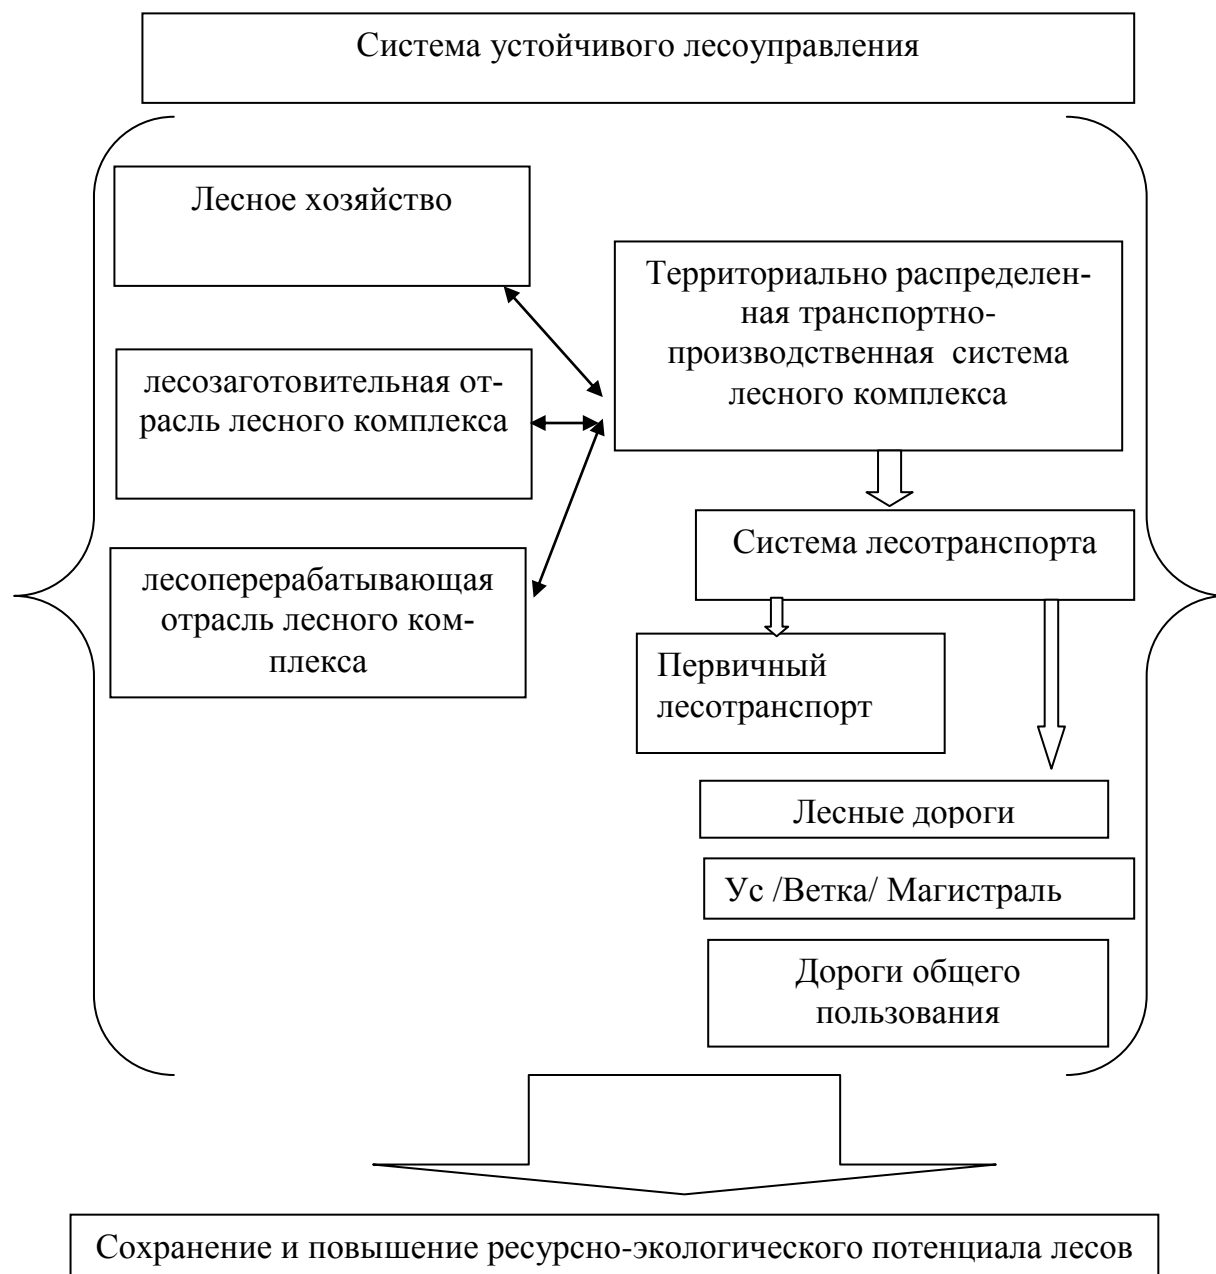 Система устойчивого лесоуправления
Лесное хозяйство
лесозаготовительная от-
расль лесного комплекса
лесоперерабатывающая
отрасль лесного ком-
плекса
Территориально распределен-
ная транспортно-
производственная система
лесного комплекса
Система лесотранспорта
Первичный
лесотранспорт
Лесные дороги
Ус /Ветка/ Магистраль
Дороги общего
пользования
Сохранение и повышение ресурсно-экологического потенциала лесов